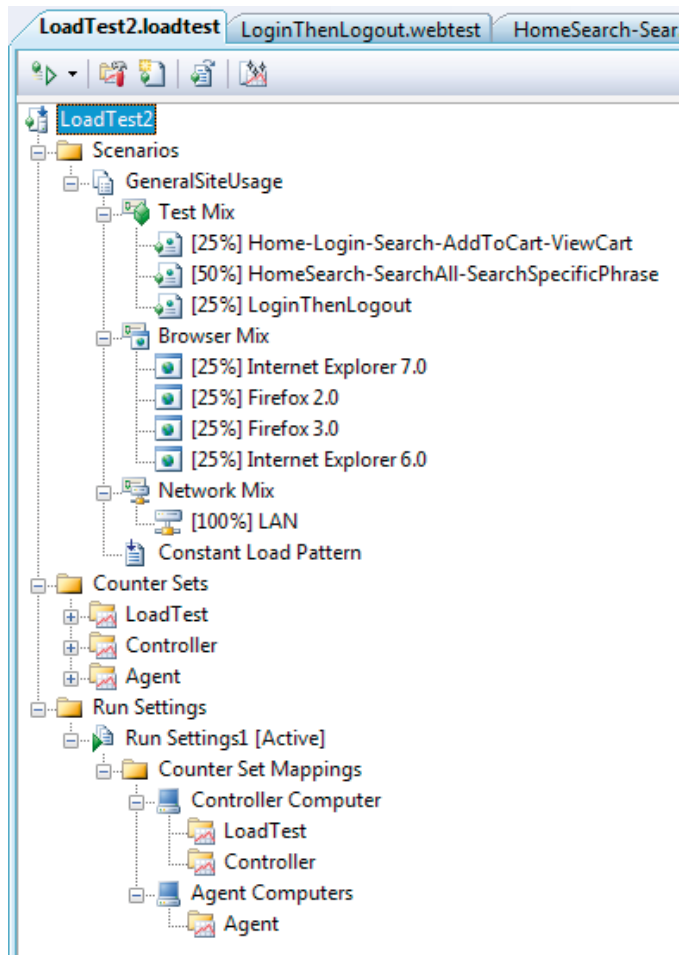 LoadTest2.loadtest LoginThenLogout.webtest HomeSearch-Sear
LoadTest2
Scenarios
GeneralSiteUsage
Test Mix
[25%] Home-Login-Search-AddToCart-ViewCart
[50%] HomeSearch-SearchAll-SearchSpecificPhrase
[25%] LoginThenLogout
Browser Mix
[25%] Internet Explorer 7.0
[25%] Firefox 2.0
[25%] Firefox 3.0
[25%] Internet Explorer 6.0
Network Mix
[100%] LAN
Constant Load Pattern
Counter Sets
LoadTest
Controller
Agent
Run Settings
Run Settings1 [Active]
Counter Set Mappings
Controller Computer
LoadTest
Controller
Agent Computers
Agent